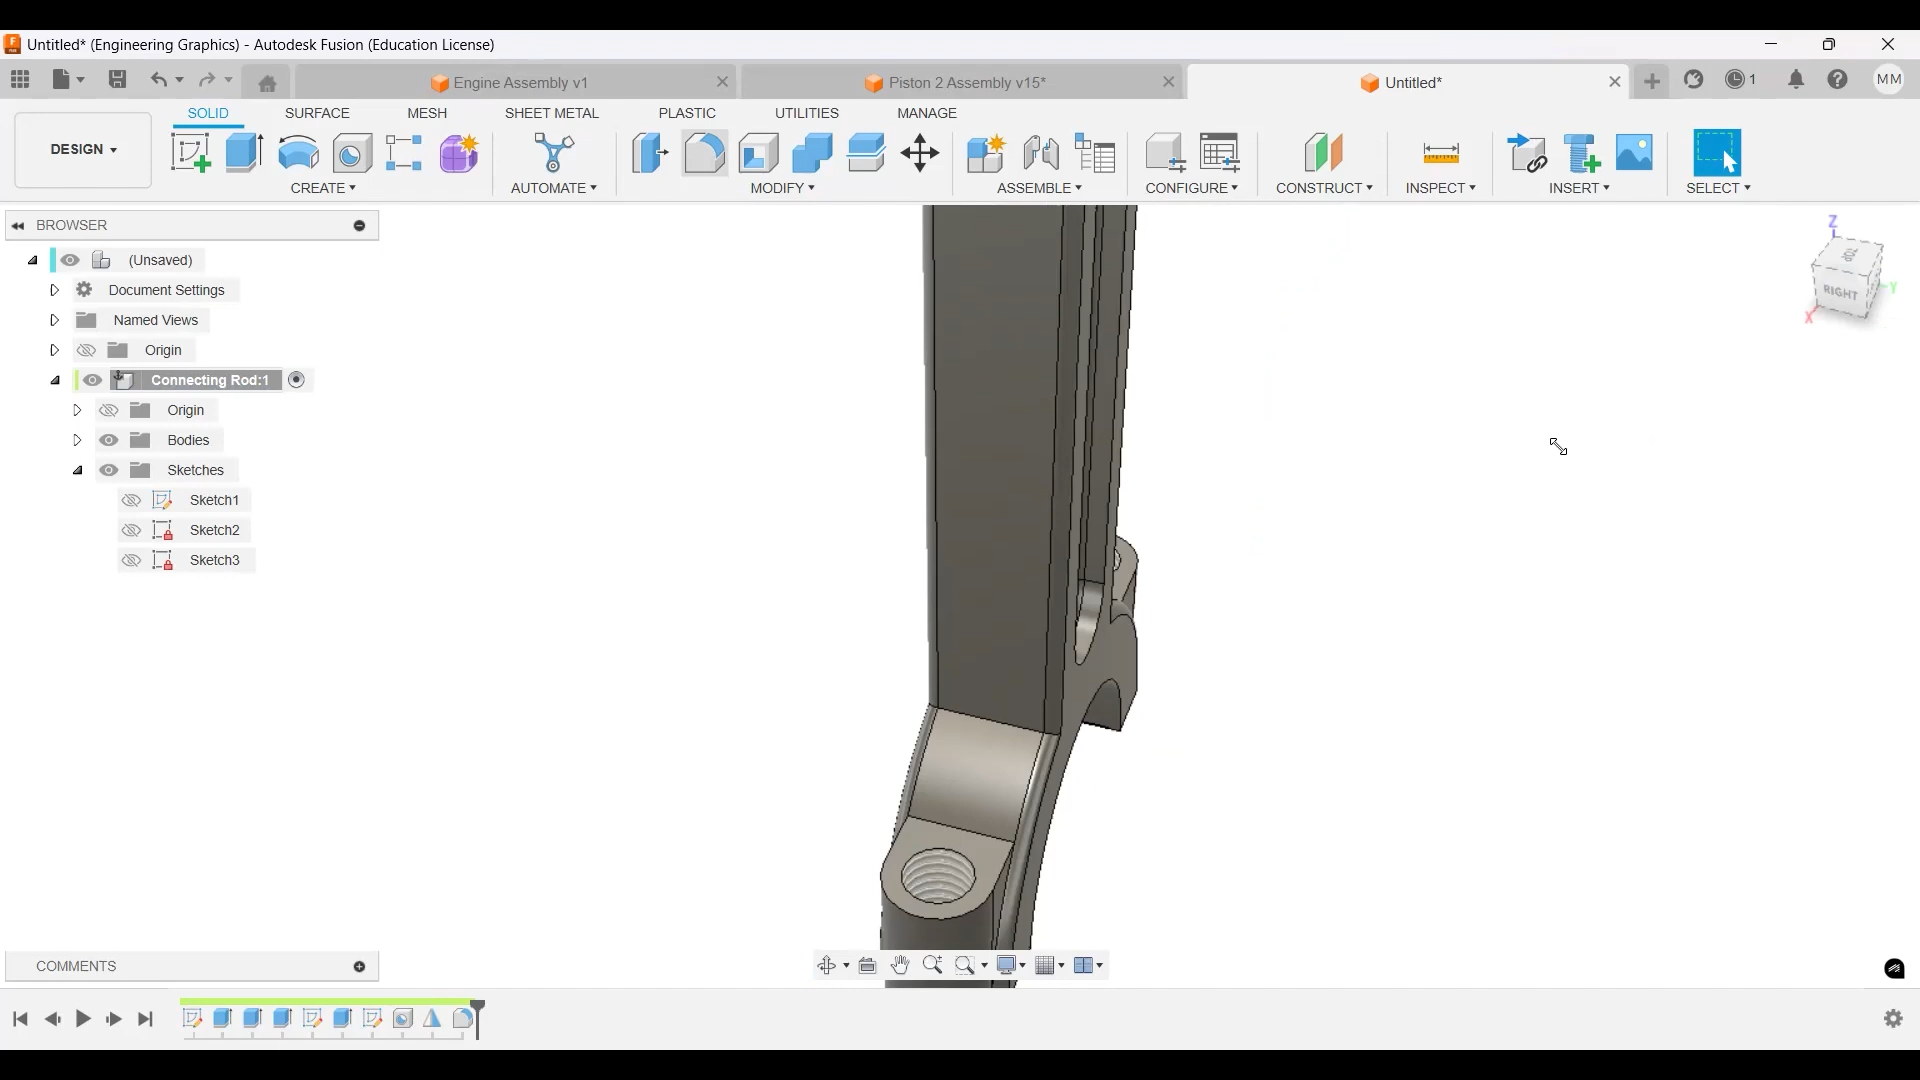 Untitled* (Engineering Graphics) - Autodesk Fusion (Education License)
Engine Assembly v1
Piston 2 Assembly v15*
Untitled*
1
MM
DESIGN
SOLID
SURFACE
MESH
SHEET METAL
PLASTIC
UTILITIES
MANAGE
CREATE
AUTOMATE
MODIFY
ASSEMBLE
CONFIGURE
CONSTRUCT
INSPECT
INSERT
SELECT
BROWSER
(Unsaved)
Document Settings
Named Views
Origin
Connecting Rod:1
Origin
Bodies
Sketches
Sketch1
Sketch2
Sketch3
Z
TOP
RIGHT
Y
X
COMMENTS